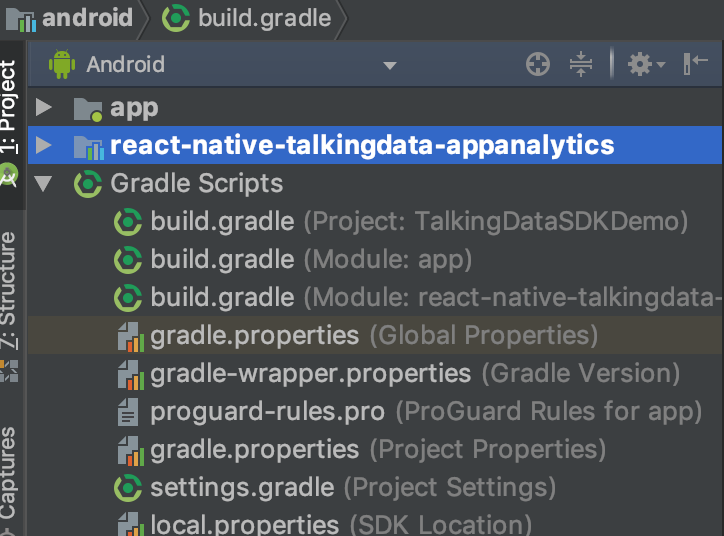 android build.gradle
Android
app
react-native-talkingdata-appanalytics
Gradle Scripts
build.gradle (Project: TalkingDataSDKDemo)
build.gradle (Module: app)
build.gradle (Module: react-native-talkingdata-
gradle.properties (Global Properties)
gradle-wrapper.properties (Gradle Version)
proguard-rules.pro (ProGuard Rules for app)
gradle.properties (Project Properties)
settings.gradle (Project Settings)
local.properties (SDK Location)
1: Project
7: Structure
Captures